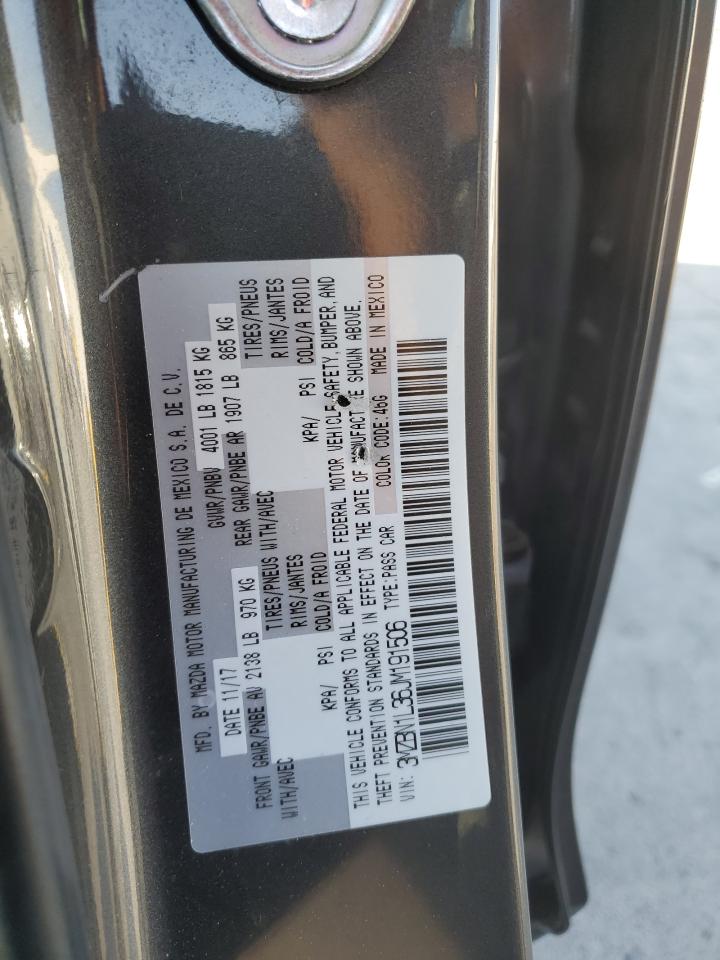 MFD. BY MAZDA MOTOR MANUFACTURING DE MEXICO S.A. DE C.V.
DATE 11/17 GVWR/PNBV 4001 LB 1815 KG
FRONT GAWR/PNBE AV 2138 LB 970 KG REAR GAWR/PNBE AR 1907 LB 865 KG
WITH/AVEC TIRES/PNEUS WITH/AVEC TIRES/PNEUS
RIMS/JANTES RIMS/JANTES
KPA/ PSI COLD/A FROID KPA/ PSI COLD/A FROID
THIS VEHICLE CONFORMS TO ALL APPLICABLE FEDERAL MOTOR VEHICLE SAFETY, BUMPER, AND
THEFT PREVENTION STANDARDS IN EFFECT ON THE DATE OF SHOWN ABOVE.
VIN: 3MZBN1L36JM191506 TYPE:PASS CAR COLOR CODE:46G MADE IN MEXICO